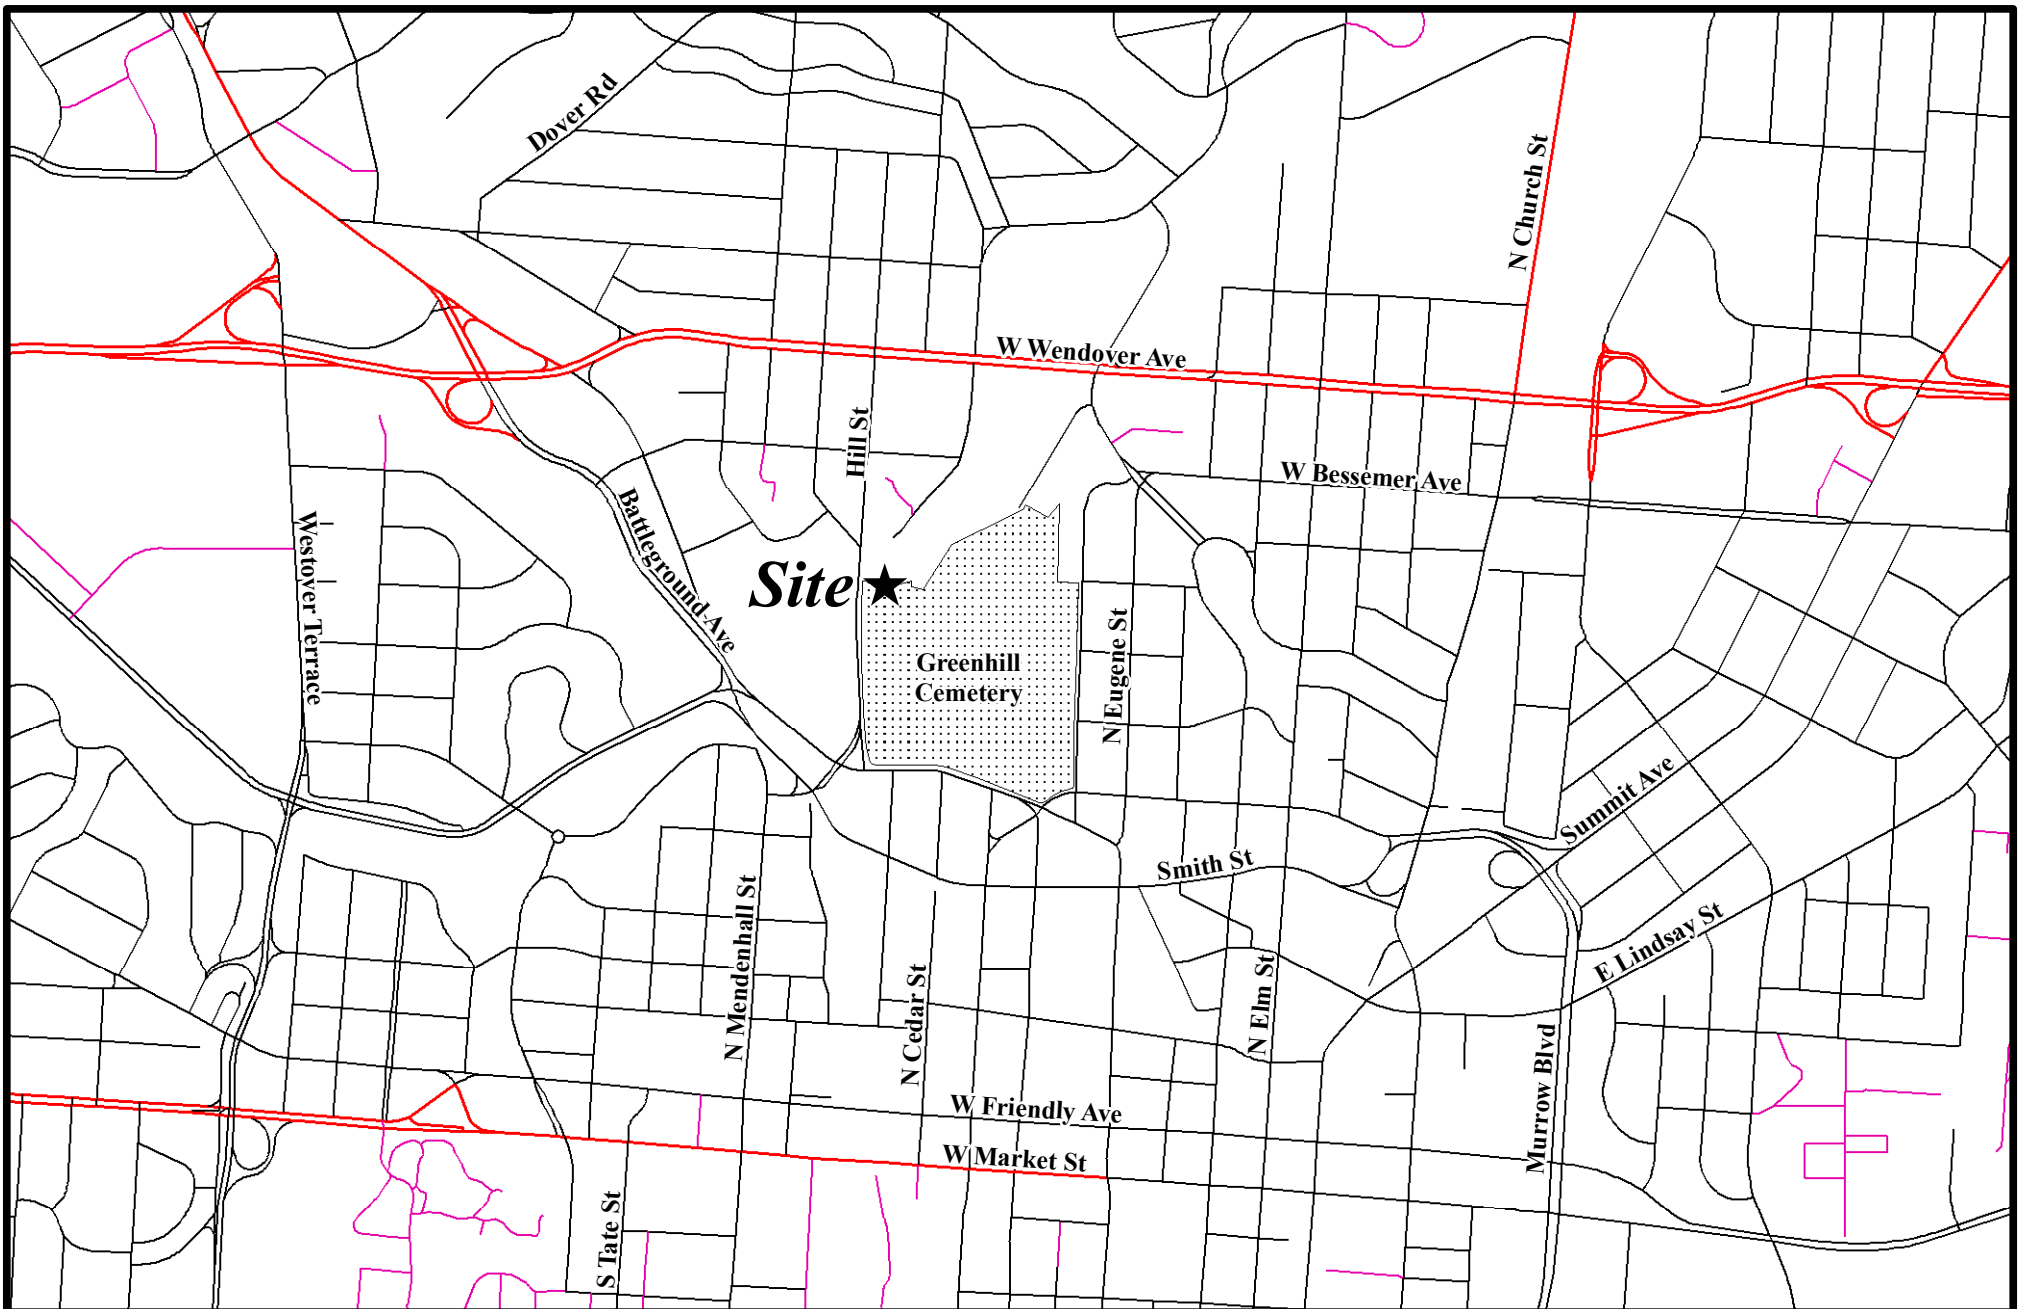 Dover Rd
N Church St
W Wendover Ave
Hill St
W Bessemer Ave
Battleground Ave
Westover Terrace
Site
Greenhill
Cemetery
N Eugene St
Summit Ave
Smith St
N Mendenhall St
E Lindsay St
N Cedar St
N Elm St
Murrow Blvd
W Friendly Ave
W Market St
S Tate St